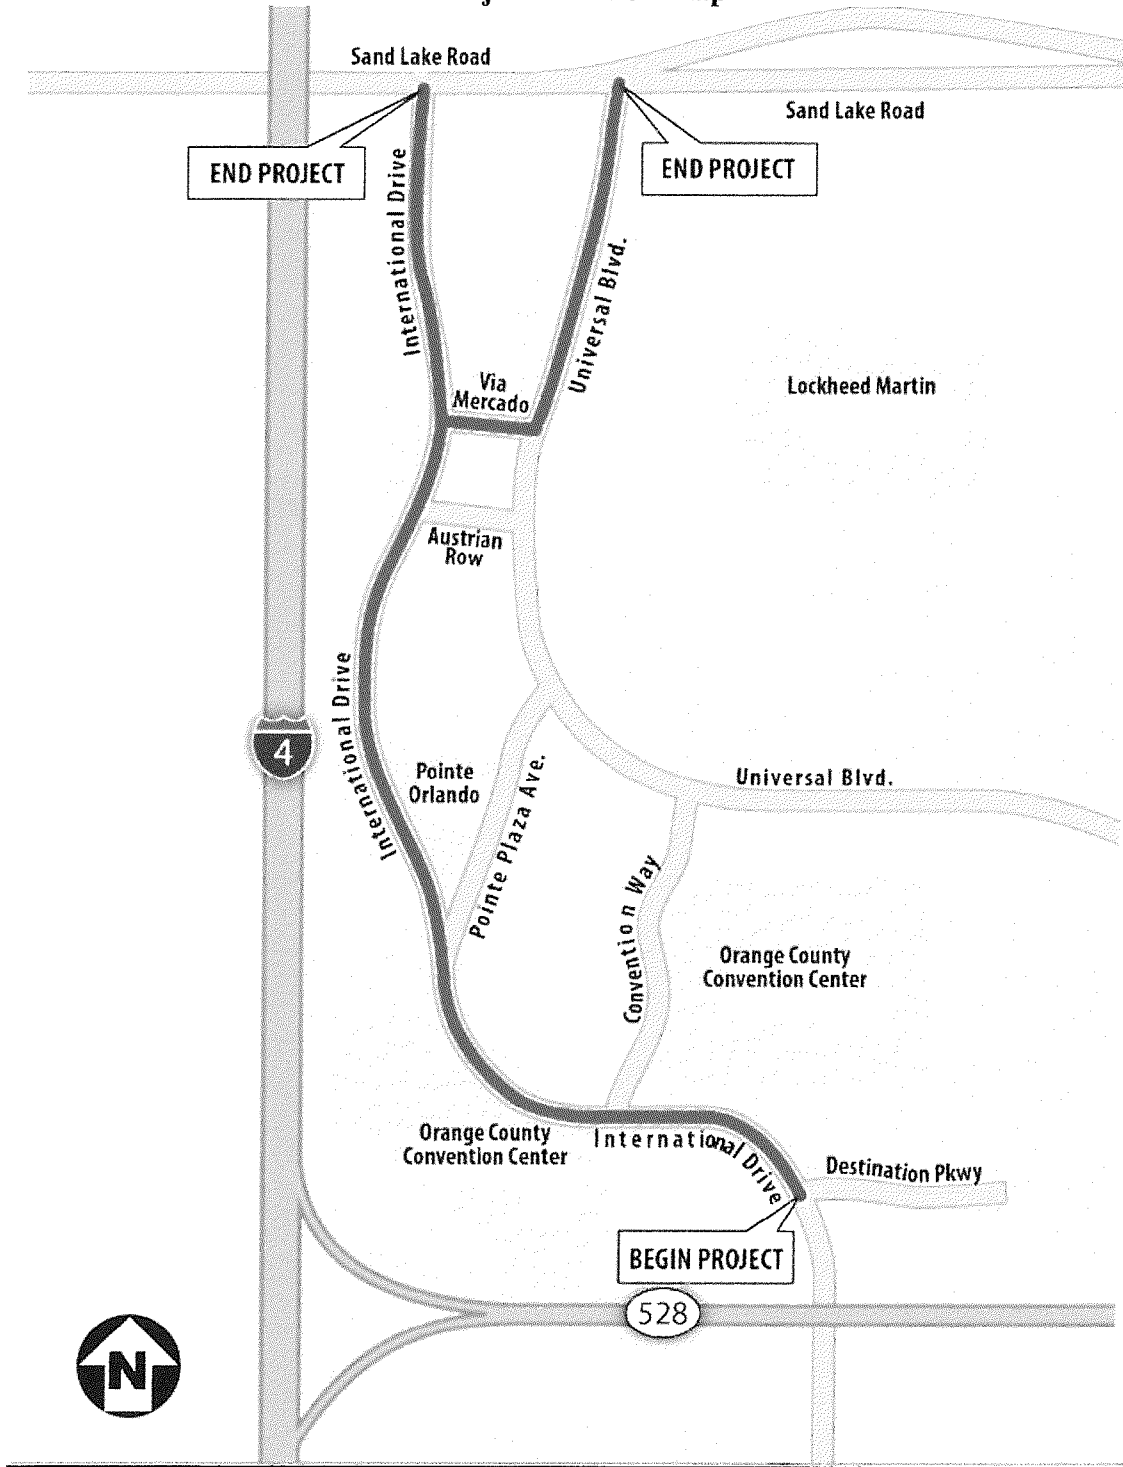 Sand Lake Road
Sand Lake Road
END PROJECT
END PROJECT
International Drive
Universal Blvd.
Via
Mercado
Lockheed Martin
Austrian
Row
International Drive
4
Pointe
Orlando
Pointe Plaza Ave.
Universal Blvd.
Convention Way
Orange County
Convention Center
Orange County
Convention Center
International Drive
Destination Pkwy
BEGIN PROJECT
528
N